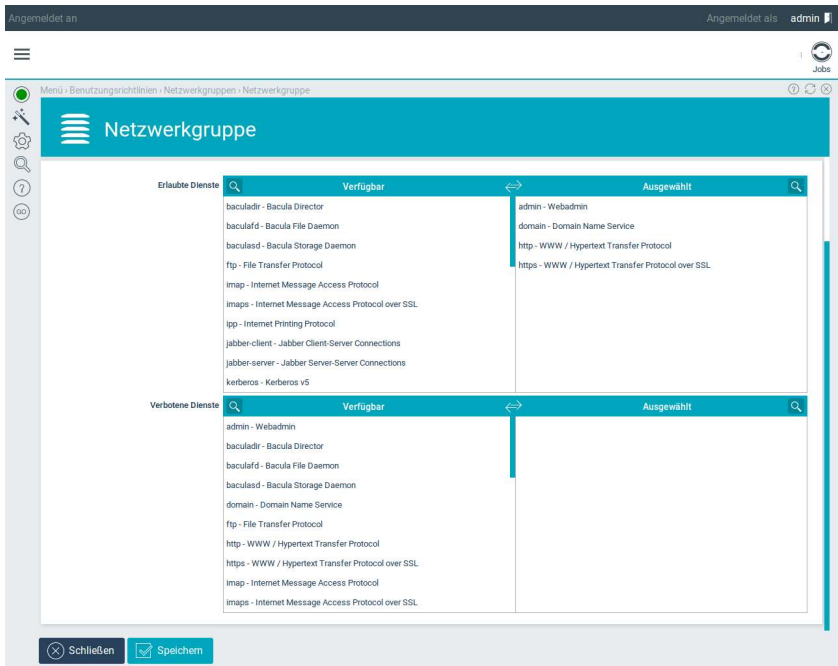 Angemeldet an
Angemeldet als admin
Jobs
Menü › Benutzungsrichtlinien › Netzwerkgruppen › Netzwerkgruppe
Netzwerkgruppe
GO
Erlaubte Dienste
Verfügbar
Ausgewählt
baculadir - Bacula Director
baculafd - Bacula File Daemon
baculasd - Bacula Storage Daemon
ftp - File Transfer Protocol
imap - Internet Message Access Protocol
imaps - Internet Message Access Protocol over SSL
ipp - Internet Printing Protocol
jabber-client - Jabber Client-Server Connections
jabber-server - Jabber Server-Server Connections
kerberos - Kerberos v5
admin - Webadmin
domain - Domain Name Service
http - WWW / Hypertext Transfer Protocol
https - WWW / Hypertext Transfer Protocol over SSL
Verbotene Dienste
Verfügbar
Ausgewählt
admin - Webadmin
baculadir - Bacula Director
baculafd - Bacula File Daemon
baculasd - Bacula Storage Daemon
domain - Domain Name Service
ftp - File Transfer Protocol
http - WWW / Hypertext Transfer Protocol
https - WWW / Hypertext Transfer Protocol over SSL
imap - Internet Message Access Protocol
imaps - Internet Message Access Protocol over SSL
Schließen
Speichern